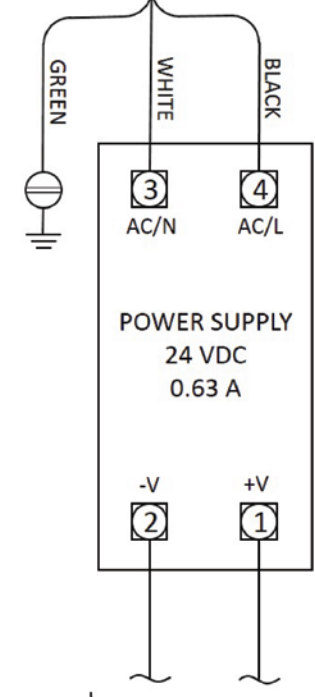 GREEN
WHITE
BLACK
3
4
AC/N
AC/L
POWER SUPPLY
24 VDC
0.63 A
-V
+V
2
1